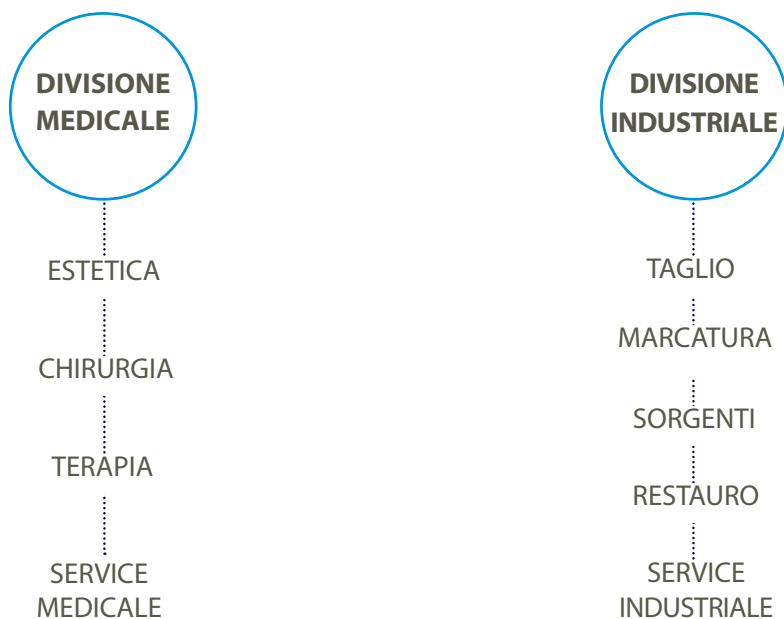 DIVISIONE
MEDICALE
ESTETICA
CHIRURGIA
TERAPIA
SERVICE
MEDICALE
DIVISIONE
INDUSTRIALE
TAGLIO
MARCATURA
SORGENTI
RESTAURO
SERVICE
INDUSTRIALE